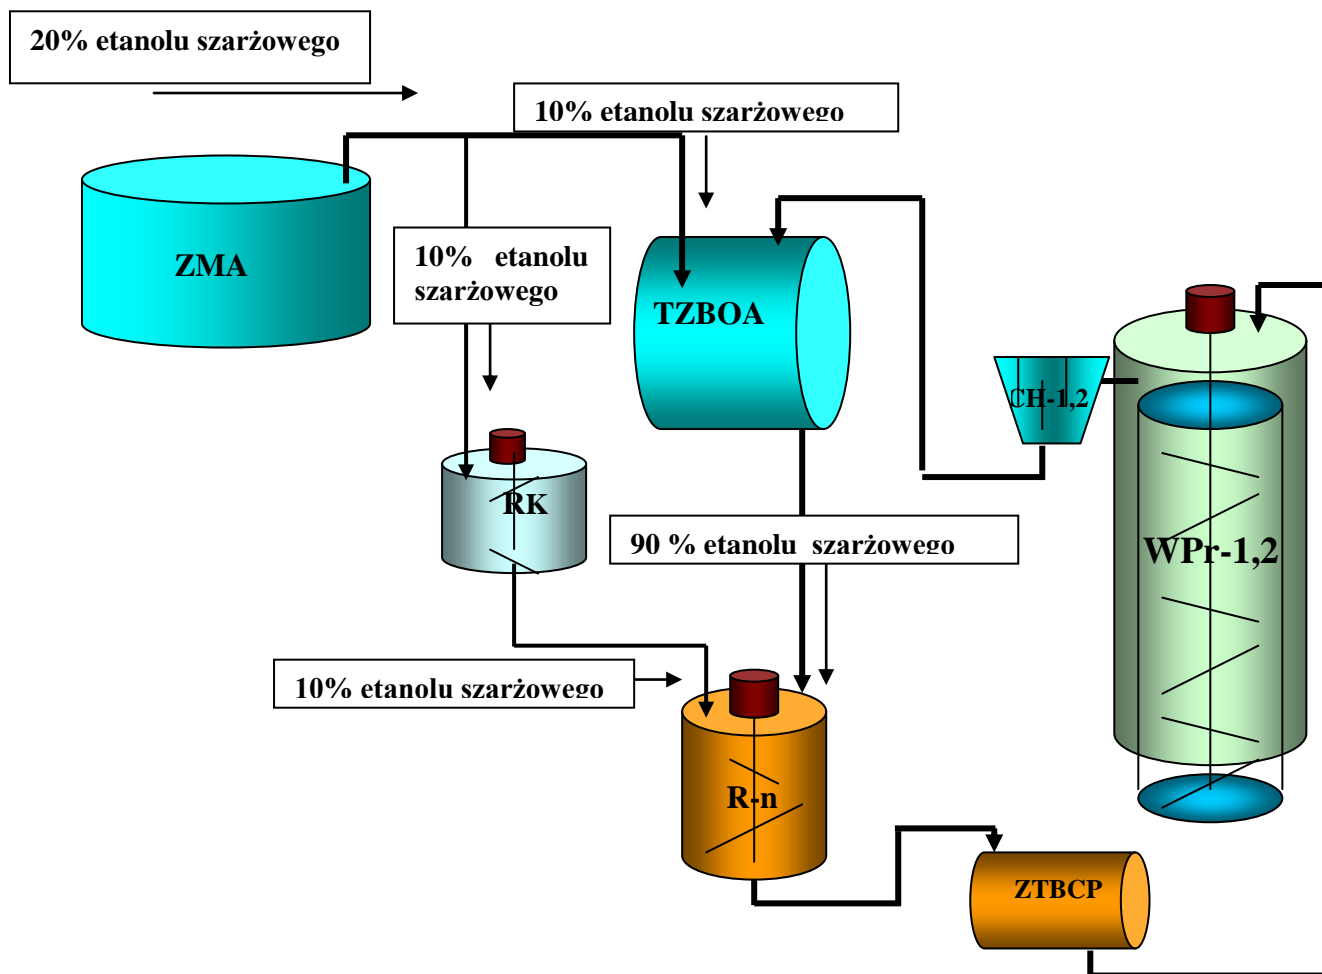 20% etanolu szarżowego
10% etanolu szarżowego
10% etanolu
szarżowego
ZMA
TZBOA
CH-1,2
RK
90 % etanolu szarżowego
WPr-1,2
10% etanolu szarżowego
R-n
ZTBCP